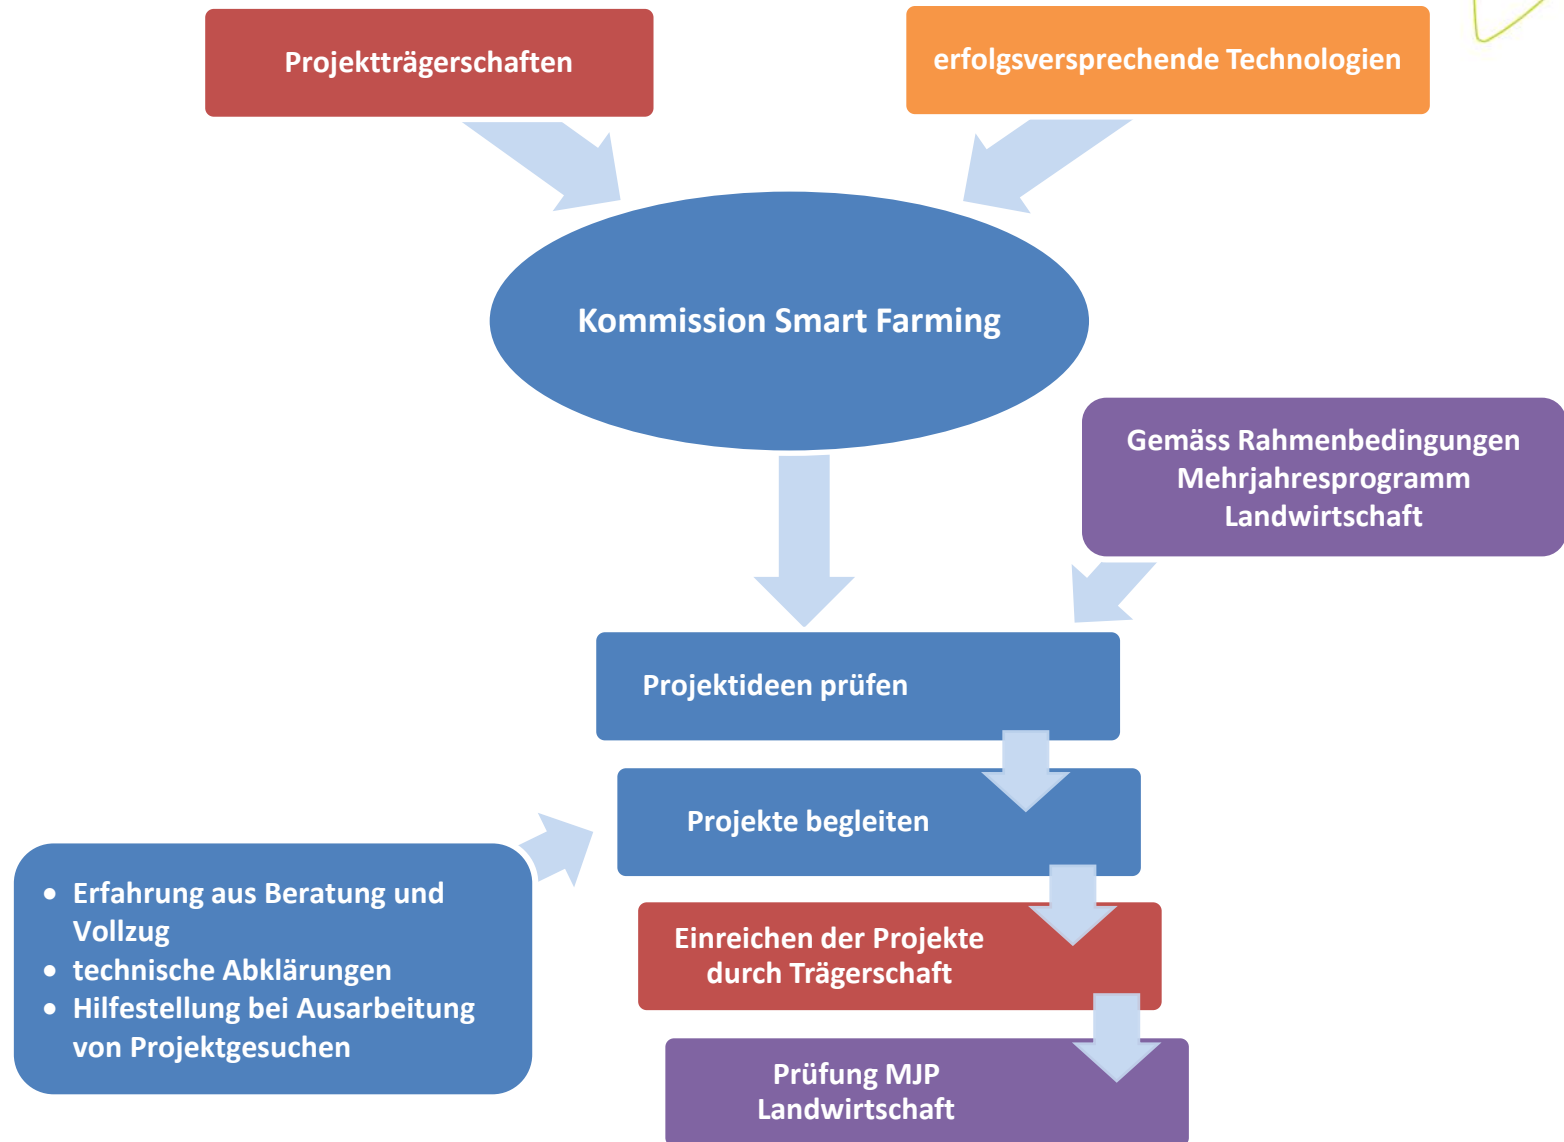 Projektträgerschaften
erfolgsversprechende Technologien
Kommission Smart Farming
Gemäss Rahmenbedingungen
Mehrjahresprogramm
Landwirtschaft
Projektideen prüfen
Projekte begleiten
• Erfahrung aus Beratung und
Vollzug
• technische Abklärungen
• Hilfestellung bei Ausarbeitung
von Projektgesuchen
Einreichen der Projekte
durch Trägerschaft
Prüfung MJP
Landwirtschaft